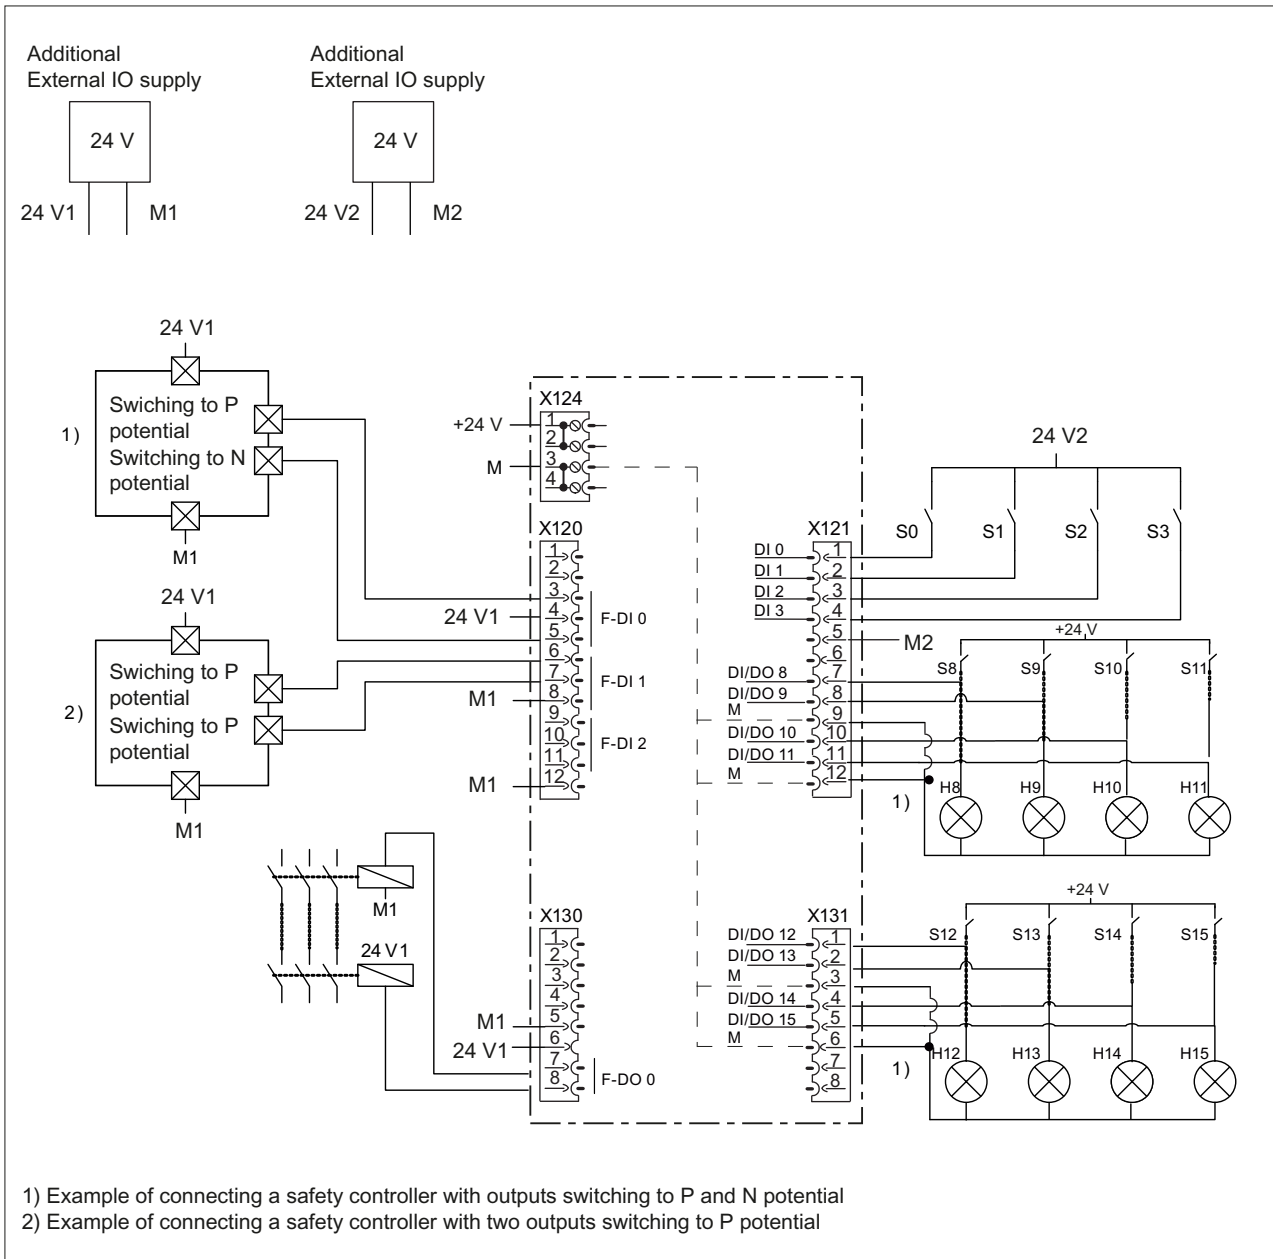 Additional
External IO supply
24 V
24 V1
M1
Additional
External IO supply
24 V
24 V2
M2
24 V1
1)
Swiching to P
potential
Switching to N
potential
M1
24 V1
2)
Swiching to P
potential
Swiching to P
potential
M1
M1
24 V1
X124
+24 V
M
1
2
3
4
X120
1
2
3
4
5
6
7
8
9
10
11
12
24 V1
M1
M1
F-DI 0
F-DI 1
F-DI 2
X130
1
2
3
4
5
6
7
8
M1
24 V1
F-DO 0
X121
DI 0
DI 1
DI 2
DI 3
DI/DO 8
DI/DO 9
M
DI/DO 10
DI/DO 11
M
1
2
3
4
5
6
7
8
9
10
11
12
24 V2
S0
S1
S2
S3
M2
+24 V
S8
S9
S10
S11
1)
H8
H9
H10
H11
X131
DI/DO 12
DI/DO 13
M
DI/DO 14
DI/DO 15
M
1
2
3
4
5
6
7
8
+24 V
S12
S13
S14
S15
1)
H12
H13
H14
H15
1) Example of connecting a safety controller with outputs switching to P and N potential
2) Example of connecting a safety controller with two outputs switching to P potential